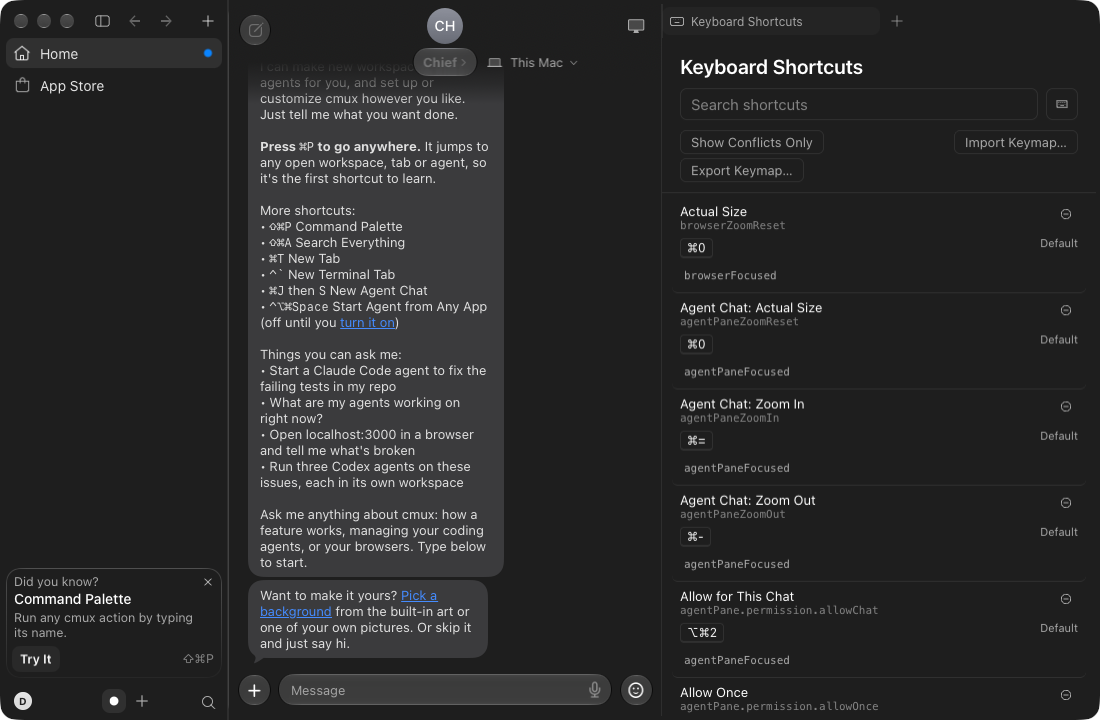 Home
App Store
Did you know?
Command Palette
Run any cmux action by typing
its name.
Try It
⇧⌘P
D
CH
Chief
This Mac
I can make new workspac
agents for you, and set up or
customize cmux however you like.
Just tell me what you want done.
Press ⌘P to go anywhere. It jumps to
any open workspace, tab or agent, so
it's the first shortcut to learn.
More shortcuts:
• ⇧⌘P Command Palette
• ⇧⌘A Search Everything
• ⌘T New Tab
• ^` New Terminal Tab
• ⌘J then S New Agent Chat
• ^⌥⌘Space Start Agent from Any App
(off until you turn it on)
Things you can ask me:
• Start a Claude Code agent to fix the
failing tests in my repo
• What are my agents working on
right now?
• Open localhost:3000 in a browser
and tell me what's broken
• Run three Codex agents on these
issues, each in its own workspace
Ask me anything about cmux: how a
feature works, managing your coding
agents, or your browsers. Type below
to start.
Want to make it yours? Pick a
background from the built-in art or
one of your own pictures. Or skip it
and just say hi.
Message
Keyboard Shortcuts
Keyboard Shortcuts
Search shortcuts
Show Conflicts Only
Import Keymap...
Export Keymap...
Actual Size
browserZoomReset
⌘0
Default
browserFocused
Agent Chat: Actual Size
agentPaneZoomReset
⌘0
Default
agentPaneFocused
Agent Chat: Zoom In
agentPaneZoomIn
⌘=
Default
agentPaneFocused
Agent Chat: Zoom Out
agentPaneZoomOut
⌘-
Default
agentPaneFocused
Allow for This Chat
agentPane.permission.allowChat
⌥⌘2
Default
agentPaneFocused
Allow Once
agentPane.permission.allowOnce